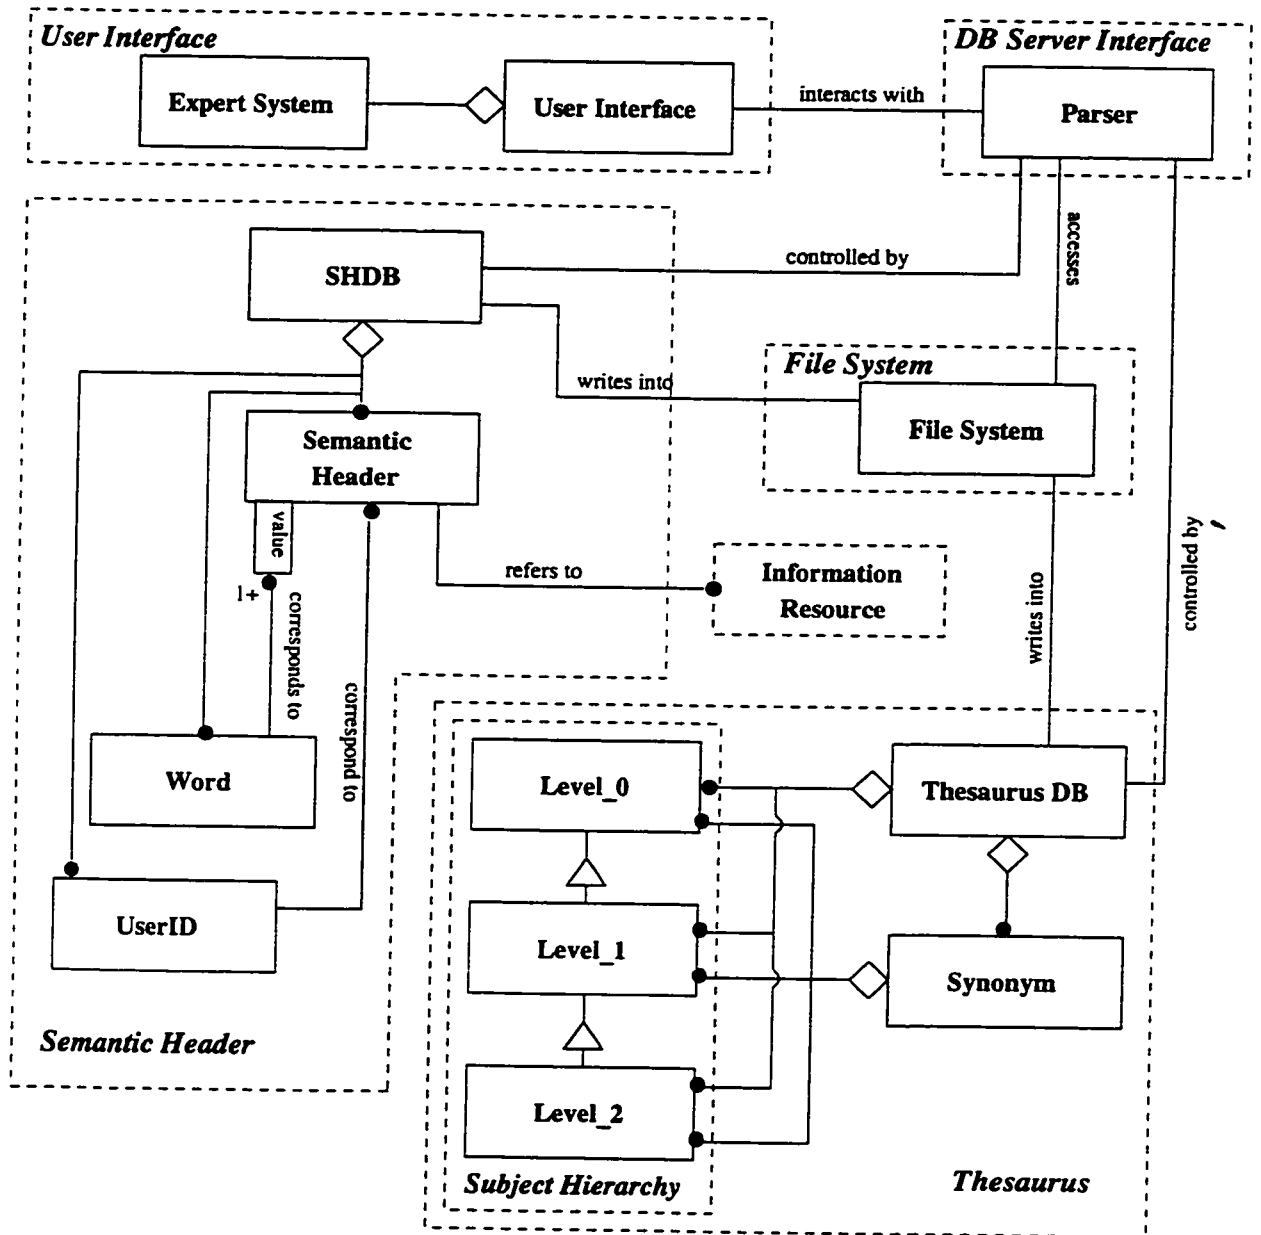 User Interface
DB Server Interface
Expert System
User Interface
interacts with
Parser
accesses
SHDB
controlled by
File System
writes into
File System
Semantic
Header
value
1+
corresponds to
refers to
Information
Resource
writes into
controlled by
correspond to
Word
Level_0
Thesaurus DB
UserID
Level_1
Synonym
Semantic Header
Level_2
Subject Hierarchy
Thesaurus